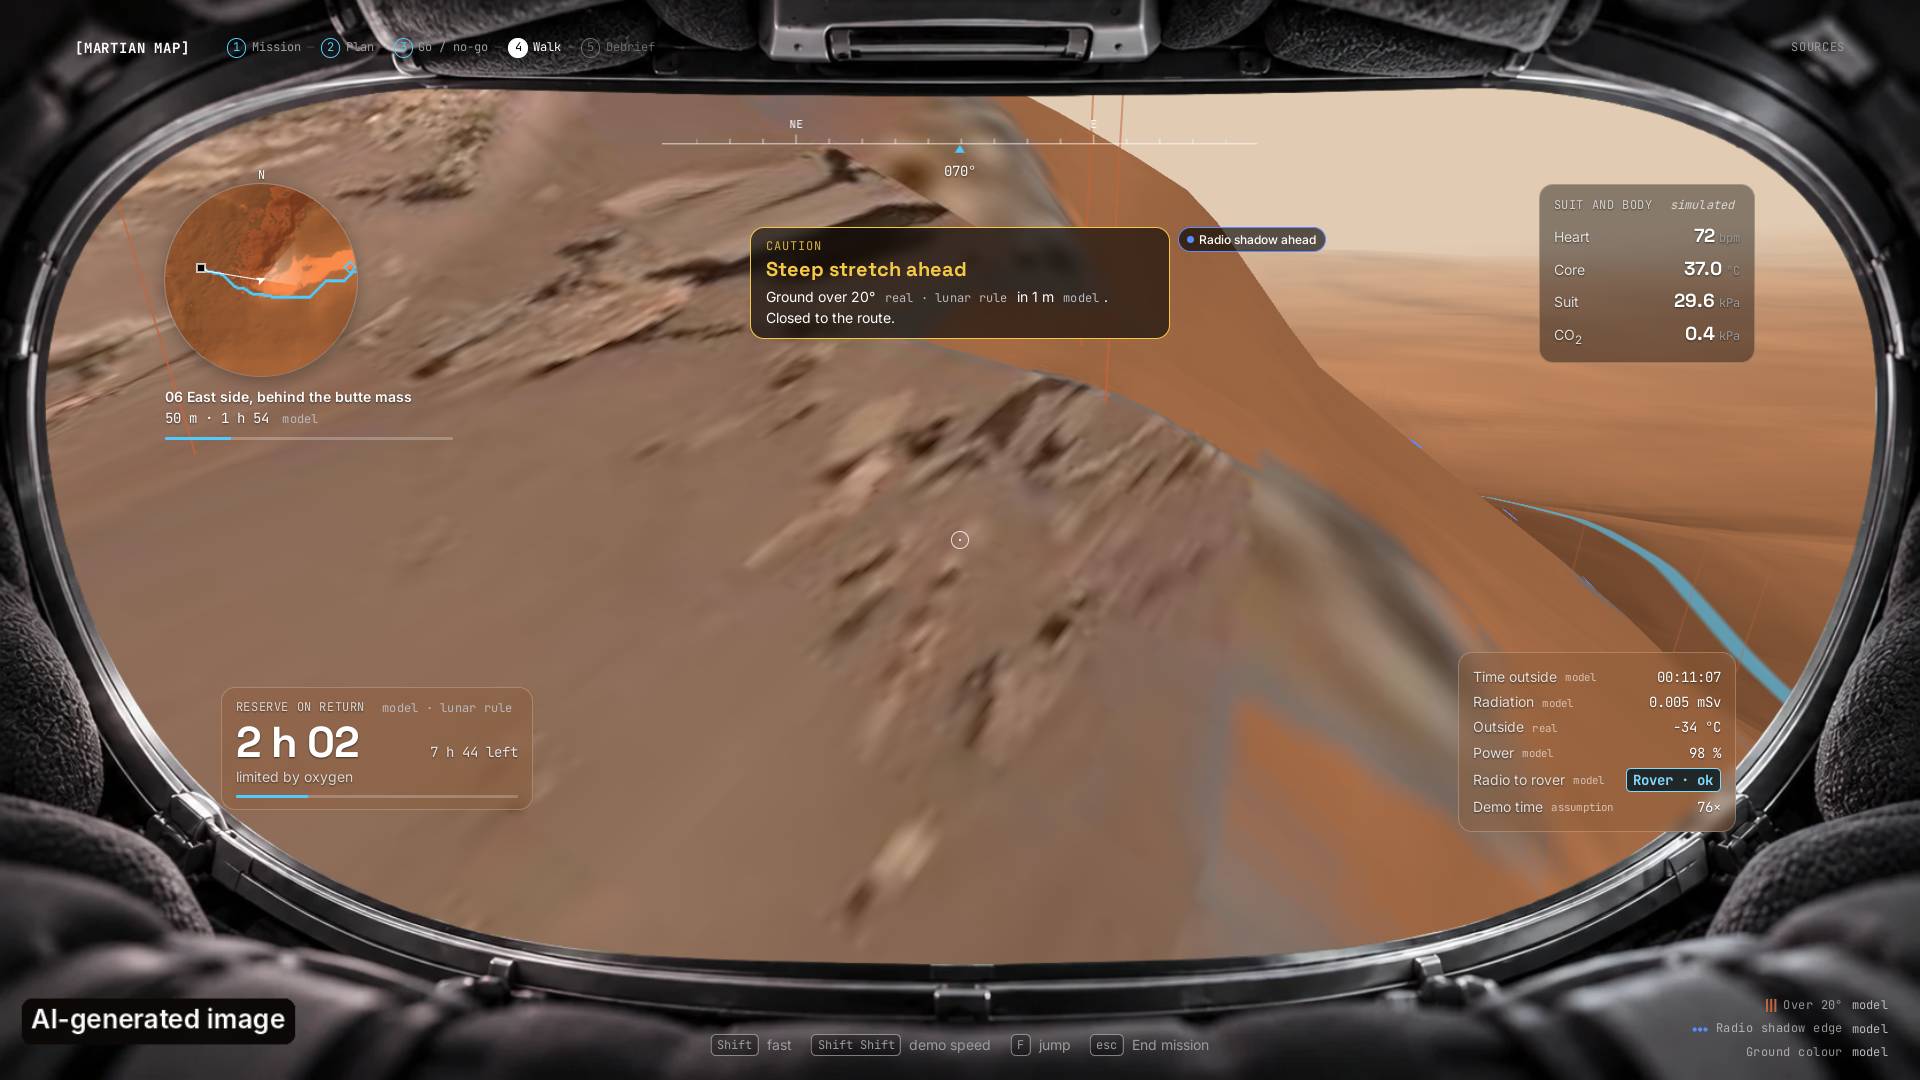 [MARTIAN MAP]
1 Mission
2 Plan
3 Go / no-go
4 Walk
5 Debrief
SOURCES
NE
E
070°
N
CAUTION
Steep stretch ahead
Ground over 20° real · lunar rule in 1 m model .
Closed to the route.
Radio shadow ahead
SUIT AND BODY simulated
Heart 72 bpm
Core 37.0 °C
Suit 29.6 kPa
CO2 0.4 kPa
06 East side, behind the butte mass
50 m · 1 h 54 model
RESERVE ON RETURN model · lunar rule
2 h 02 7 h 44 left
limited by oxygen
Time outside model 00:11:07
Radiation model 0.005 mSv
Outside real -34 °C
Power model 98 %
Radio to rover model Rover · ok
Demo time assumption 76×
AI-generated image
Shift fast Shift Shift demo speed F jump esc End mission
Over 20° model
Radio shadow edge model
Ground colour model